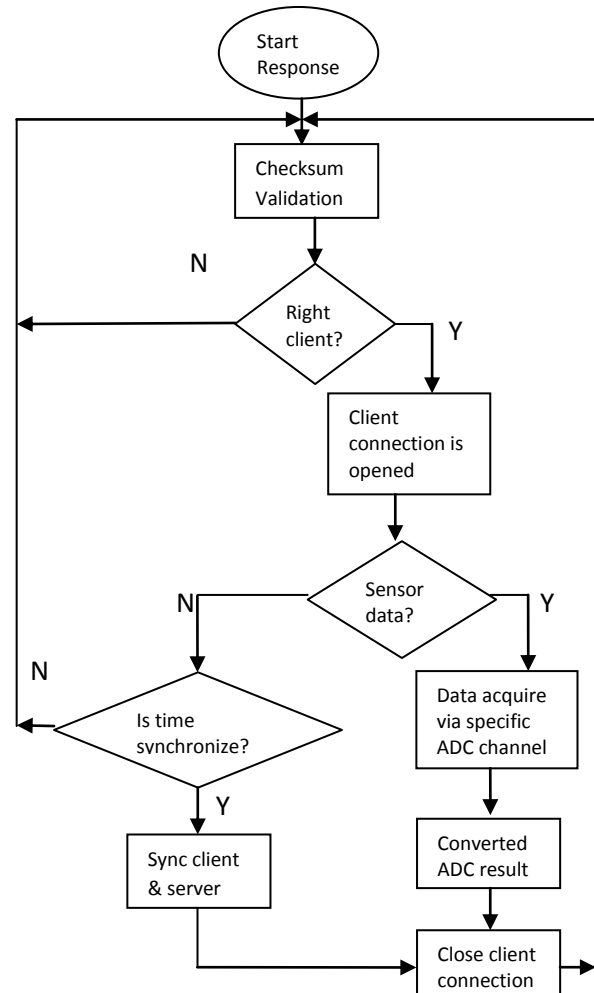 Start
Response
Checksum
Validation
N
Right
client?
Y
Client
connection is
opened
Sensor
data?
N
Y
N
Is time
synchronize?
Data acquire
via specific
ADC channel
Y
Sync client
& server
Converted
ADC result
Close client
connection